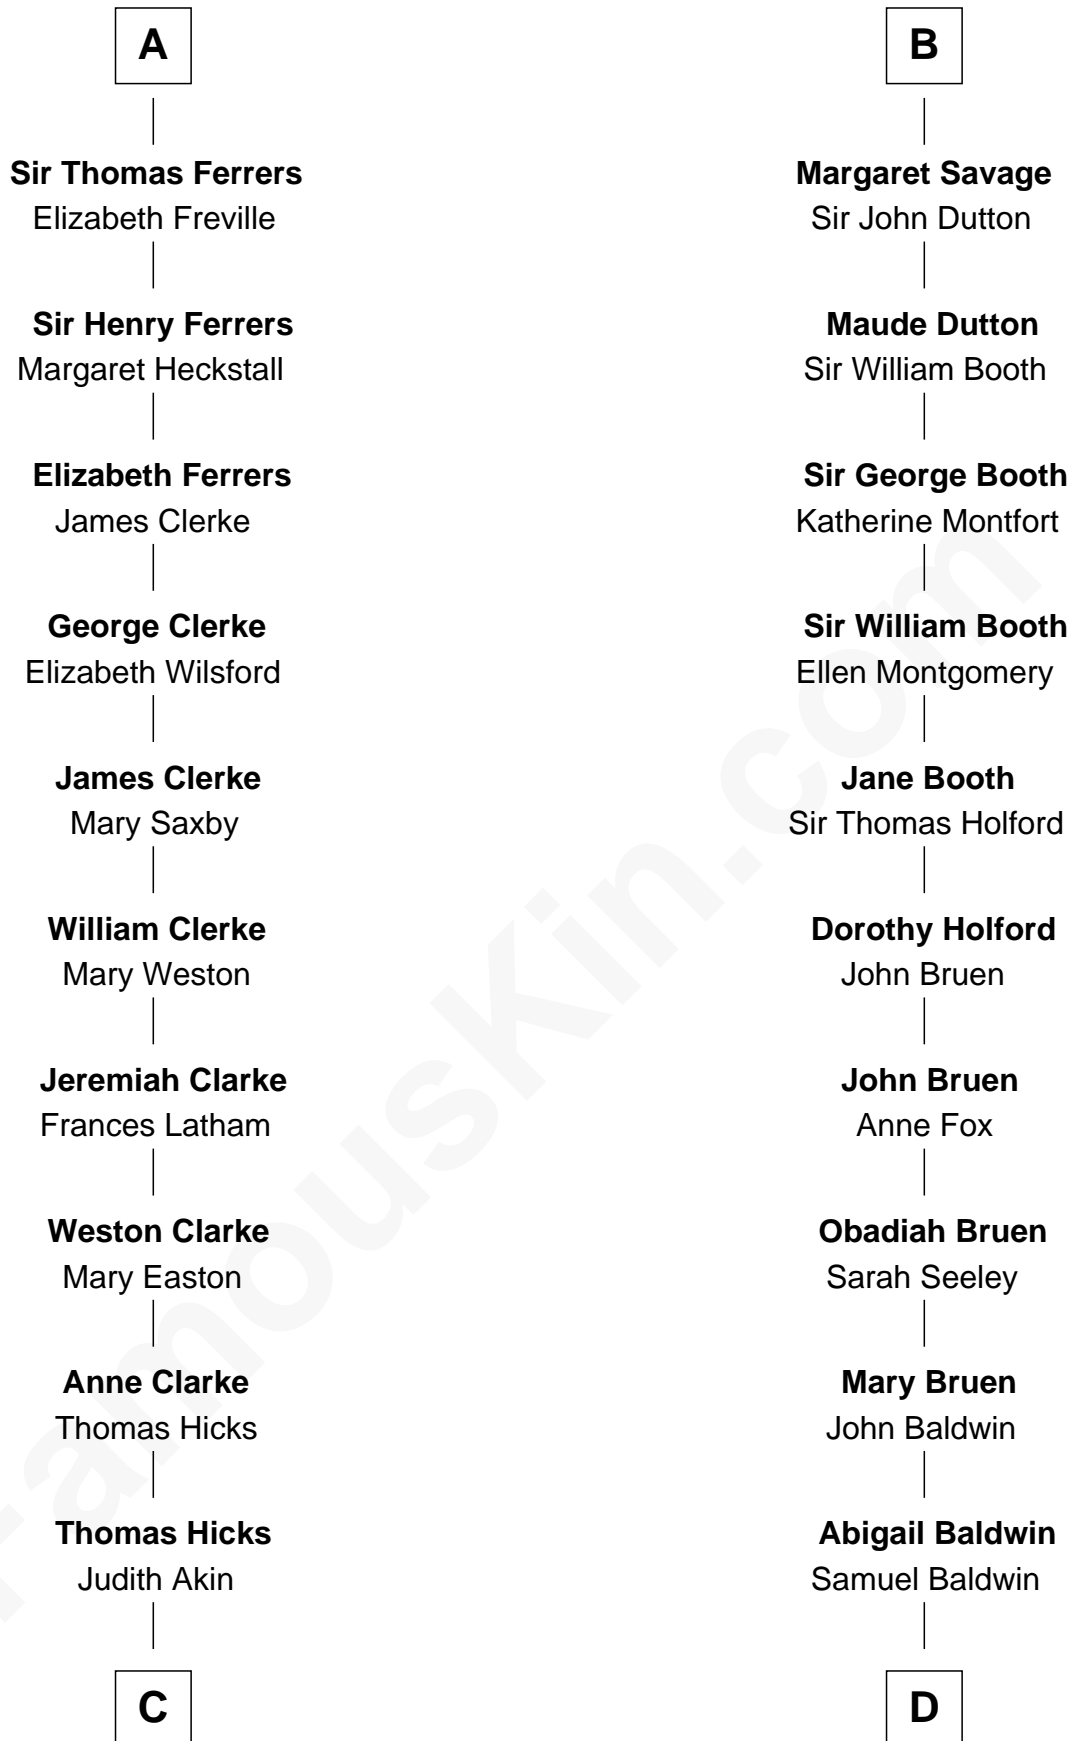 A
Sir Thomas Ferrers
Elizabeth Freville
Sir Henry Ferrers
Margaret Heckstall
Elizabeth Ferrers
James Clerke
George Clerke
Elizabeth Wilsford
James Clerke
Mary Saxby
William Clerke
Mary Weston
Jeremiah Clarke
Frances Latham
Weston Clarke
Mary Easton
Anne Clarke
Thomas Hicks
Thomas Hicks
Judith Akin
C
B
Margaret Savage
Sir John Dutton
Maude Dutton
Sir William Booth
Sir George Booth
Katherine Montfort
Sir William Booth
Ellen Montgomery
Jane Booth
Sir Thomas Holford
Dorothy Holford
John Bruen
John Bruen
Anne Fox
Obadiah Bruen
Sarah Seeley
Mary Bruen
John Baldwin
Abigail Baldwin
Samuel Baldwin
D
FamousKin.com